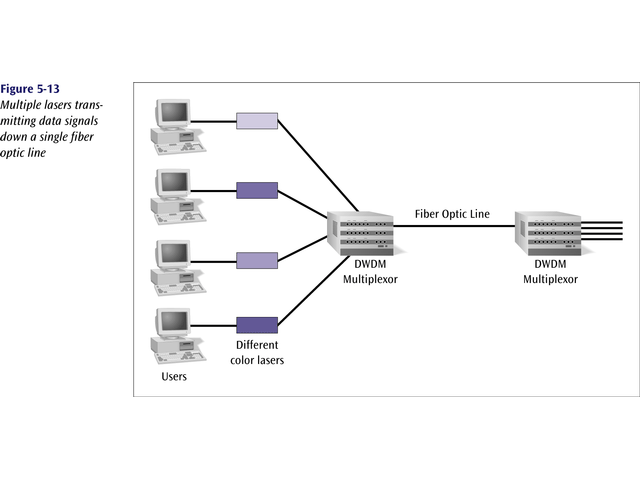 Figure 5-13
Multiple lasers trans-
mitting data signals
down a single fiber
optic line
Fiber Optic Line
DWDM
Multiplexor
DWDM
Multiplexor
Different
color lasers
Users